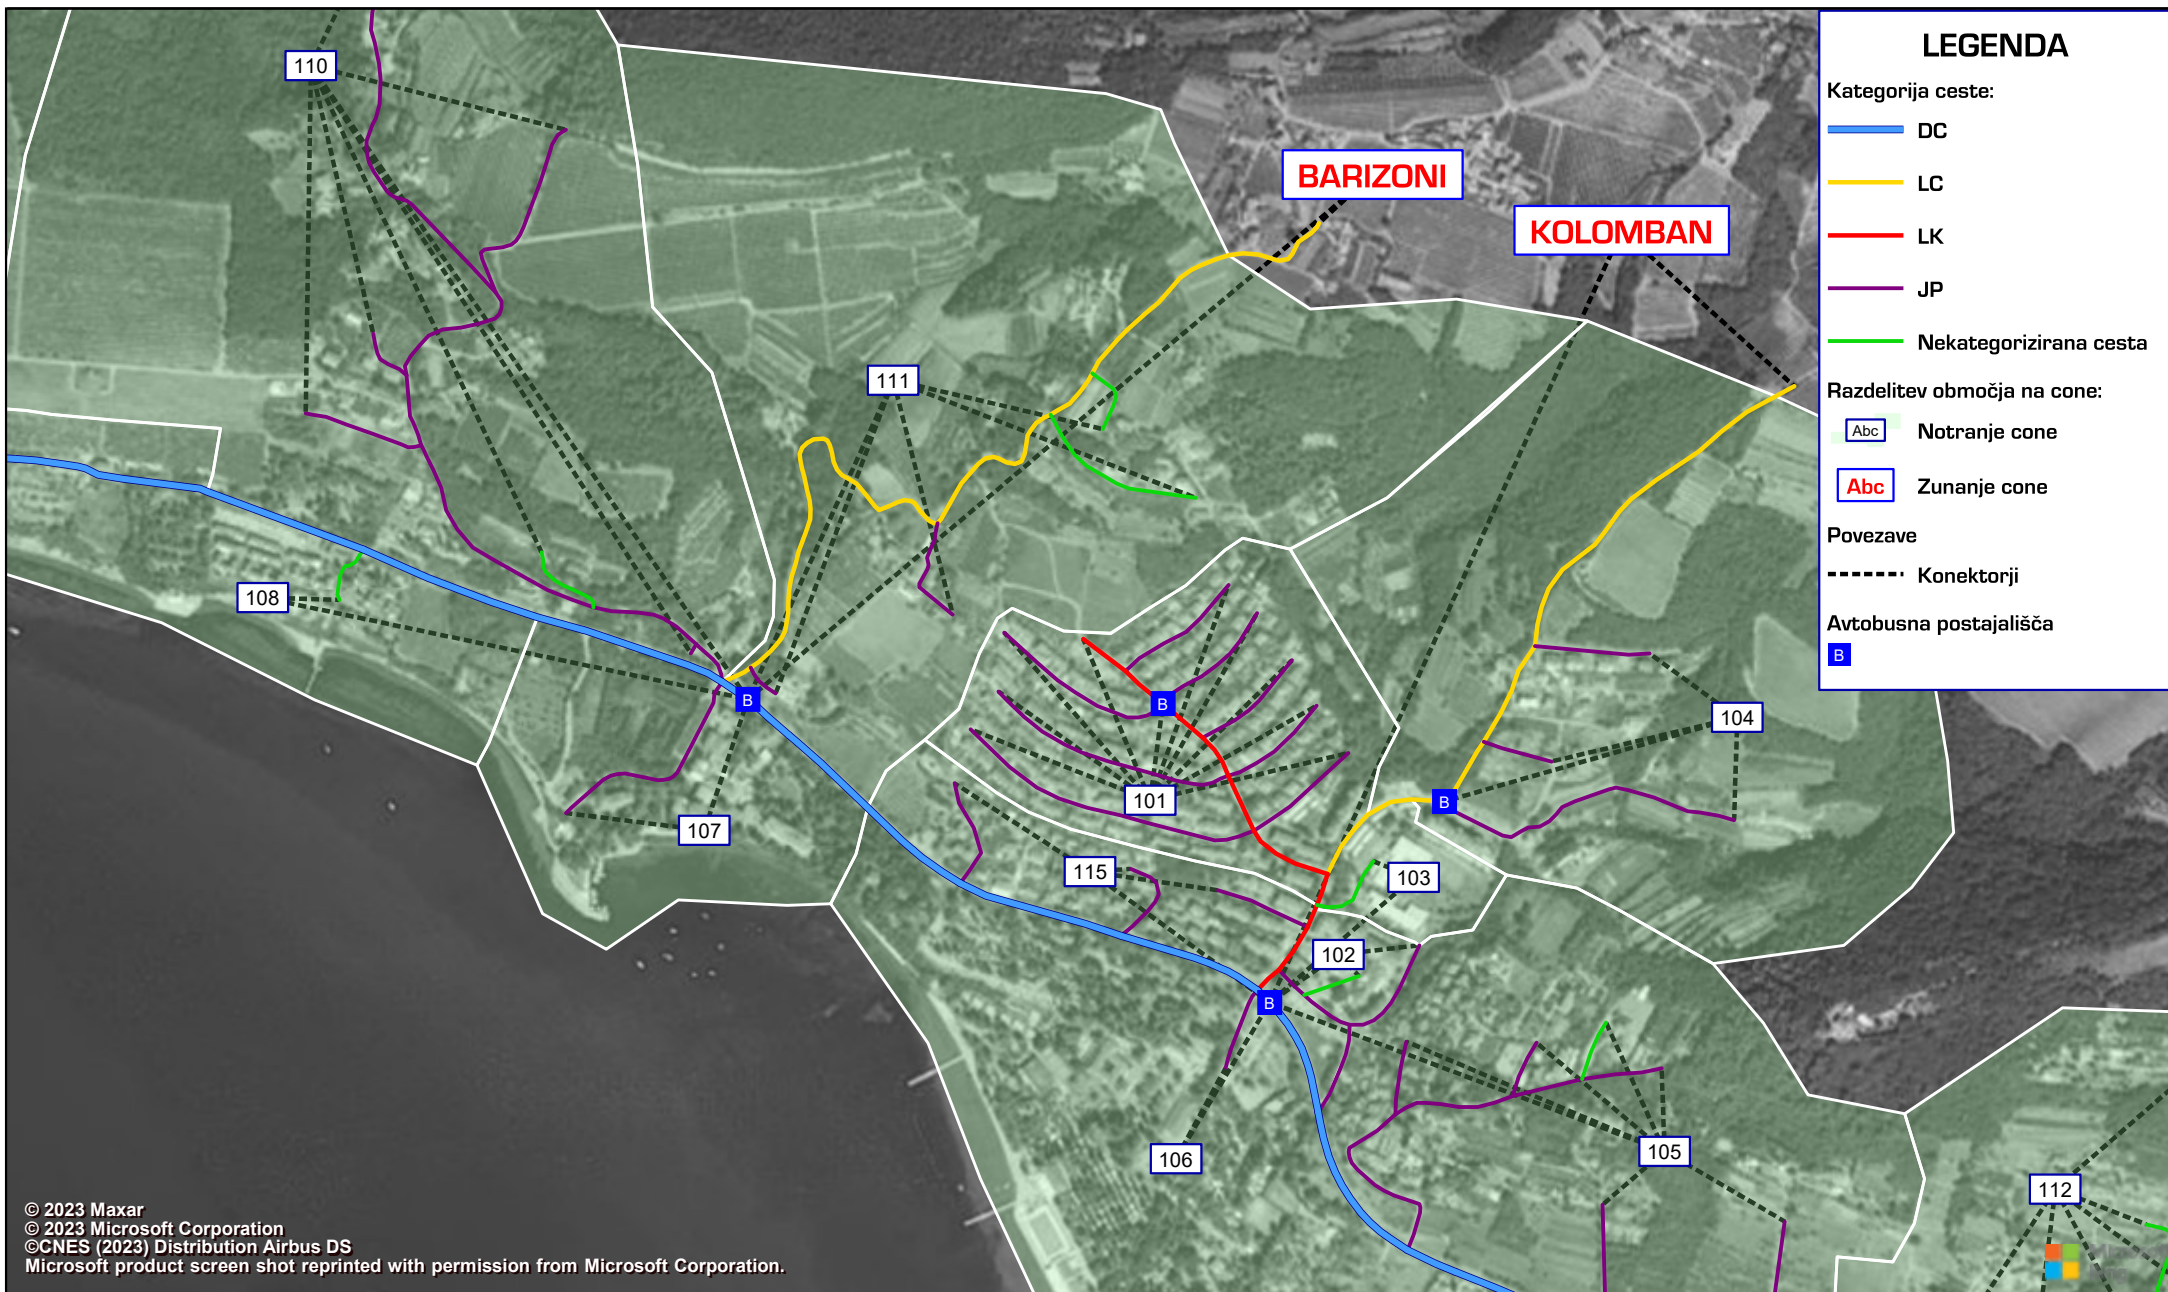 110
BARIZONI
KOLOMBAN
111
108
101
104
107
115
103
102
106
105
112
B
B
B
B
LEGENDA
Kategorija ceste:
DC
LC
LK
JP
Nekategorizirana cesta
Razdelitev območja na cone:
Abc Notranje cone
Abc Zunanje cone
Povezave
Konektorji
Avtobusna postajališča
B
© 2023 Maxar
© 2023 Microsoft Corporation
©CNES (2023) Distribution Airbus DS
Microsoft product screen shot reprinted with permission from Microsoft Corporation.